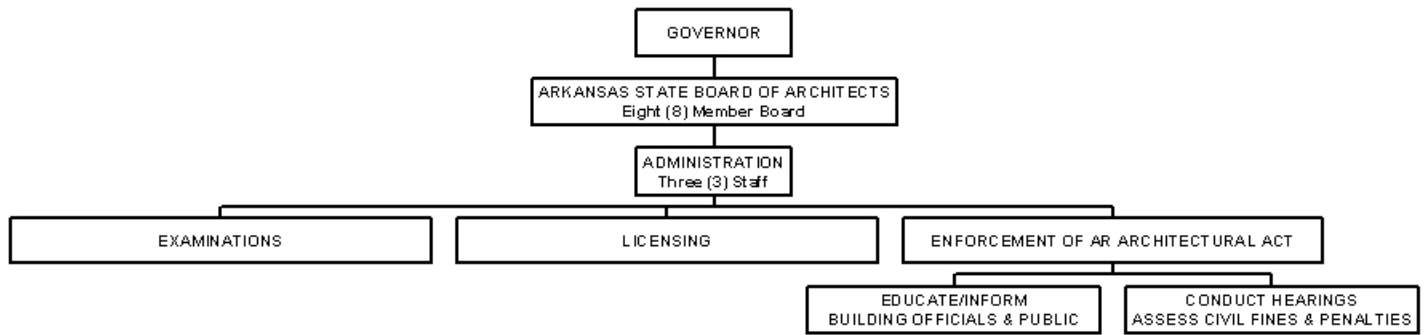 GOVERNOR
ARKANSAS STATE BOARD OF ARCHITECTS
Eight (8) Member Board
ADMINISTRATION
Three (3) Staff
EXAMINATIONS
LICENSING
ENFORCEMENT OF AR ARCHITECTURAL ACT
EDUCATE/INFORM
BUILDING OFFICIALS & PUBLIC
CONDUCT HEARINGS
ASSESS CIVIL FINES & PENALTIES